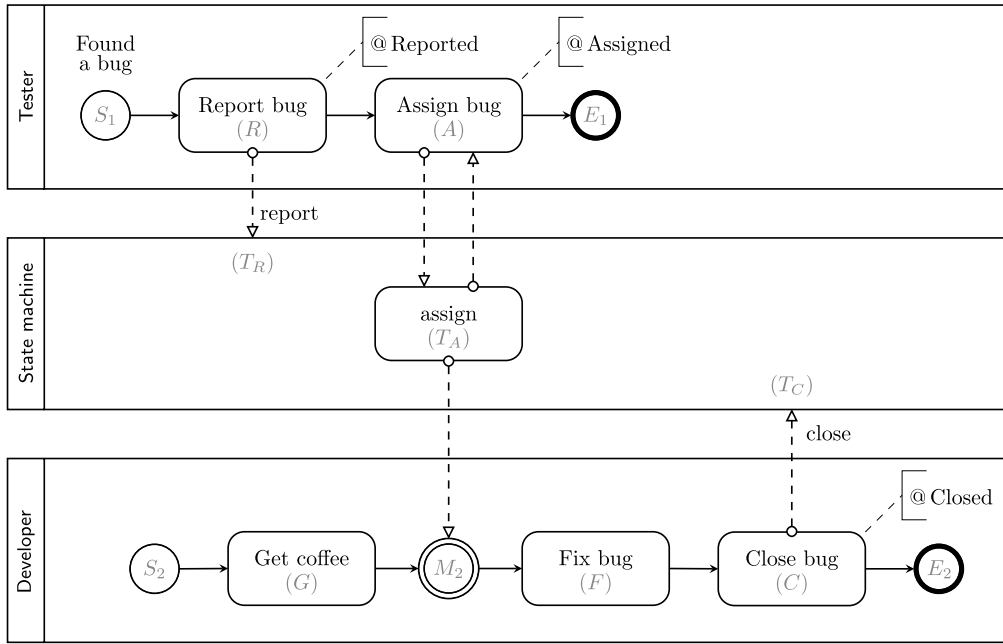 Tester
Found
a bug
S1
Report bug
(R)
@ Reported
Assign bug
(A)
@ Assigned
E1
report
State machine
(TR)
assign
(TA)
(TC)
close
Developer
S2
Get coffee
(G)
M2
Fix bug
(F)
Close bug
(C)
@ Closed
E2